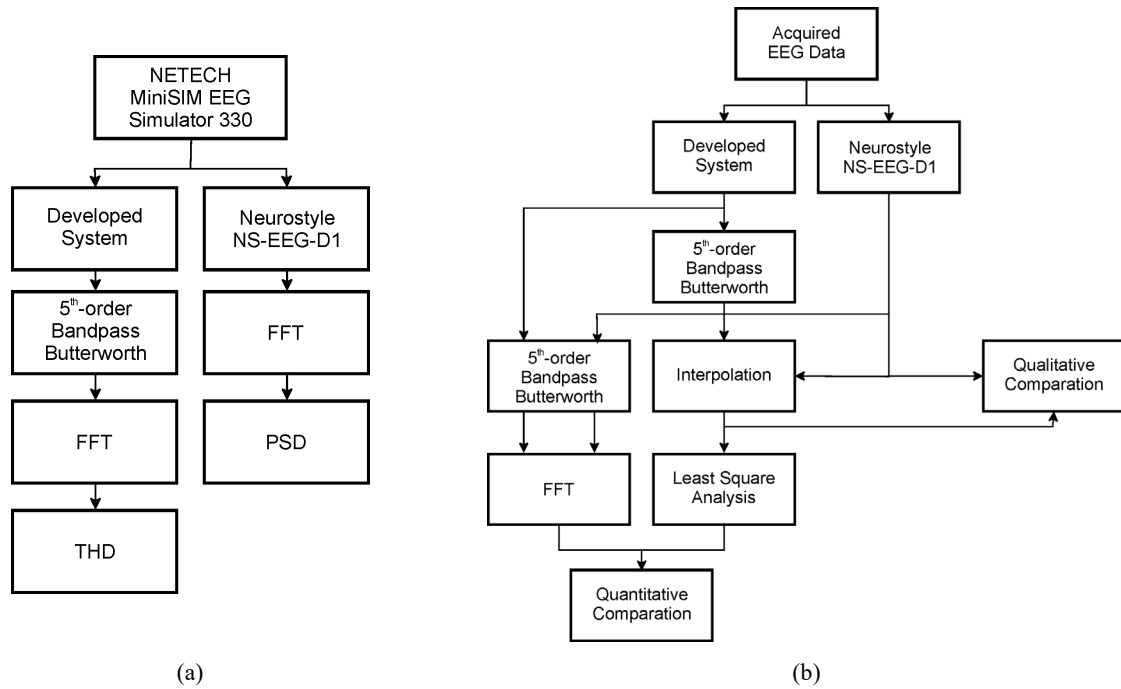 NETECH
MiniSIM EEG
Simulator 330
Developed
System
Neurostyle
NS-EEG-D1
5th-order
Bandpass
Butterworth
FFT
FFT
PSD
THD
(a)
Acquired
EEG Data
Developed
System
Neurostyle
NS-EEG-D1
5th-order
Bandpass
Butterworth
5th-order
Bandpass
Butterworth
Interpolation
Qualitative
Comparation
FFT
Least Square
Analysis
Quantitative
Comparation
(b)